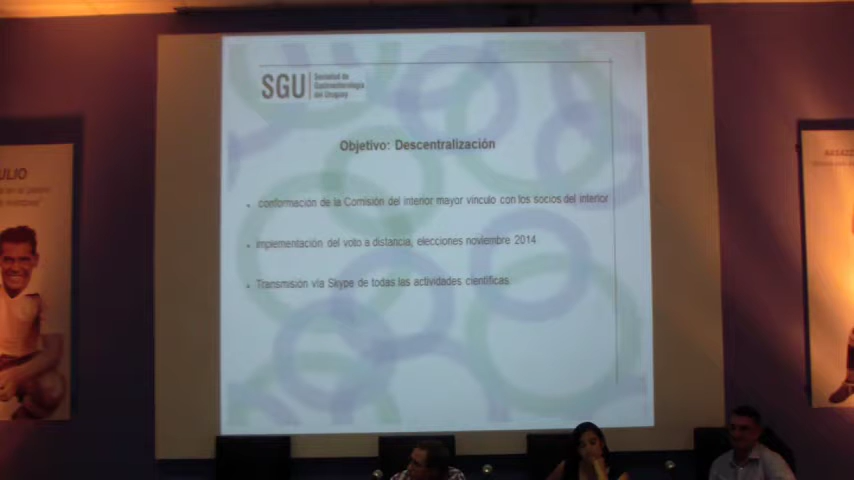 SGU
Sociedad de
Gastroenterología
del Uruguay
Objetivo: Descentralización
conformación de la Comisión del interior mayor vinculo con los socios del interior
implementación del voto a distancia, elecciones noviembre 2014
Transmisión vía Skype de todas las actividades científicas.
ULIO